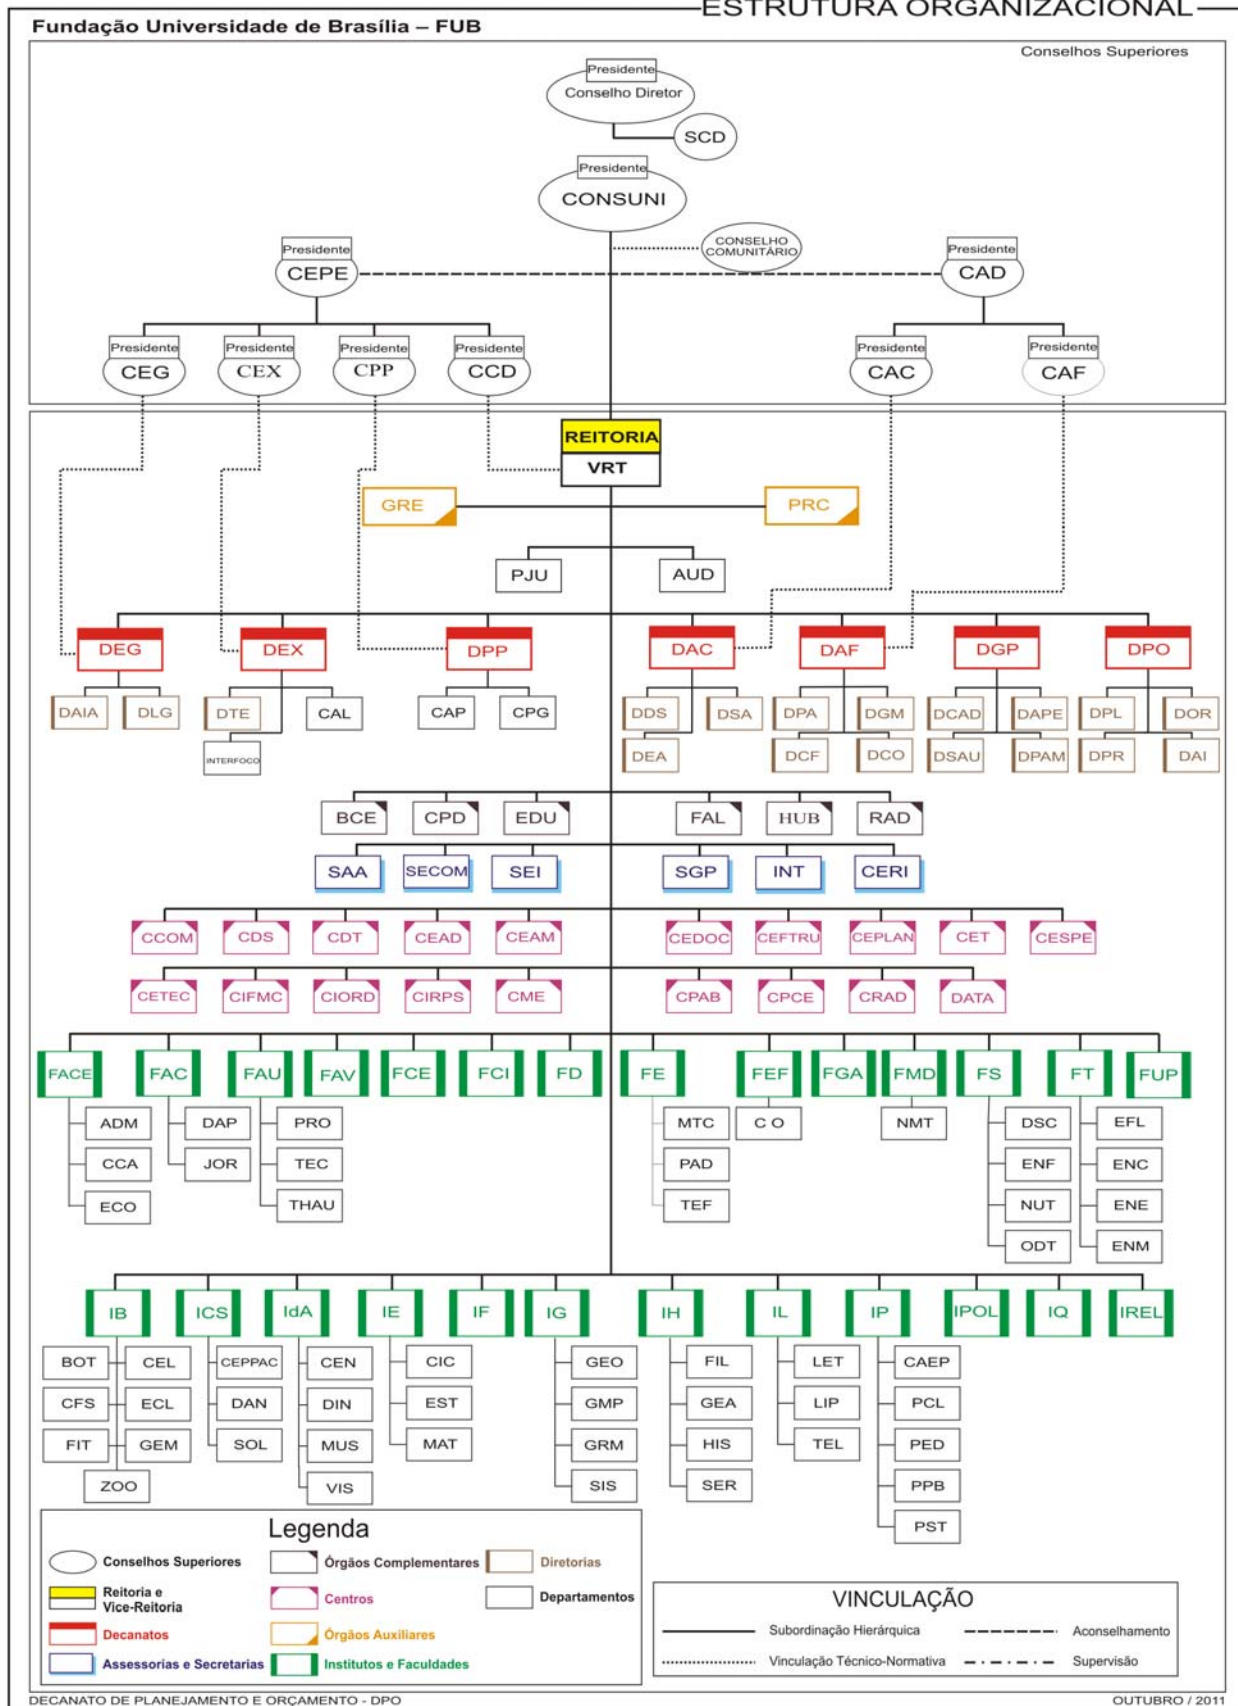 ESTRUTURA ORGANIZACIONAL
Fundação Universidade de Brasília – FUB
Conselhos Superiores
Presidente
Conselho Diretor
SCD
Presidente
CONSUNI
CONSELHO
COMUNITÁRIO
Presidente
CEPE
Presidente
CAD
Presidente Presidente Presidente Presidente Presidente Presidente
CEG CEX CPP CCD CAC CAF
REITORIA
VRT
GRE PRC
PJU AUD
DEG DEX DPP DAC DAF DGP DPO
DAIA DLG DTE CAL CAP CPG DDS DSA DPA DGM DCAD DAPE DPL DOR
INTERFOCO DEA DCF DCO DSAU DPAM DPR DAI
BCE CPD EDU FAL HUB RAD
SAA SECOM SEI SGP INT CERI
CCOM CDS CDT CEAD CEAM CEDOC CEFTRU CEPLAN CET CESPE
CETEC CIFMC CIORD CIRPS CME CPAB CPCE CRAD DATA
FACE FAC FAU FAV FCE FCI FD FE FEF FGA FMD FS FT FUP
ADM DAP PRO MTC C O NMT DSC EFL
CCA JOR TEC PAD ENF ENC
ECO THAU TEF NUT ENE
ODT ENM
IB ICS IdA IE IF IG IH IL IP IPOL IQ IREL
BOT CEL CEPPAC CEN CIC GEO FIL LET CAEP
CFS ECL DAN DIN EST GMP GEA LIP PCL
FIT GEM SOL MUS MAT GRM HIS TEL PED
ZOO VIS SIS SER PPB
PST
Legenda
Conselhos Superiores Órgãos Complementares Diretorias
Reitoria e
Vice-Reitoria
Centros Departamentos
Decanatos Órgãos Auxiliares
Assessorias e Secretarias Institutos e Faculdades
VINCULAÇÃO
Subordinação Hierárquica Aconselhamento
Vinculação Técnico-Normativa Supervisão
DECANATO DE PLANEJAMENTO E ORÇAMENTO - DPO OUTUBRO / 2011